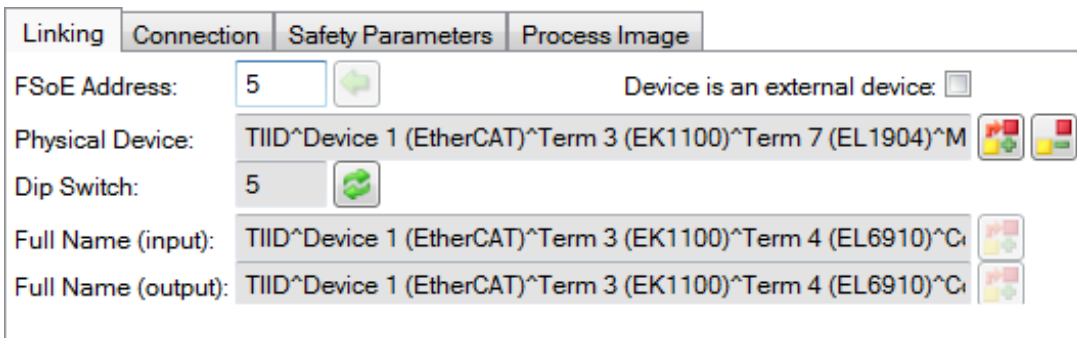 Linking Connection Safety Parameters Process Image
FSoE Address: 5 Device is an external device:
Physical Device: TIID^Device 1 (EtherCAT)^Term 3 (EK1100)^Term 7 (EL1904)^M
Dip Switch: 5
Full Name (input): TIID^Device 1 (EtherCAT)^Term 3 (EK1100)^Term 4 (EL6910)^C
Full Name (output): TIID^Device 1 (EtherCAT)^Term 3 (EK1100)^Term 4 (EL6910)^C